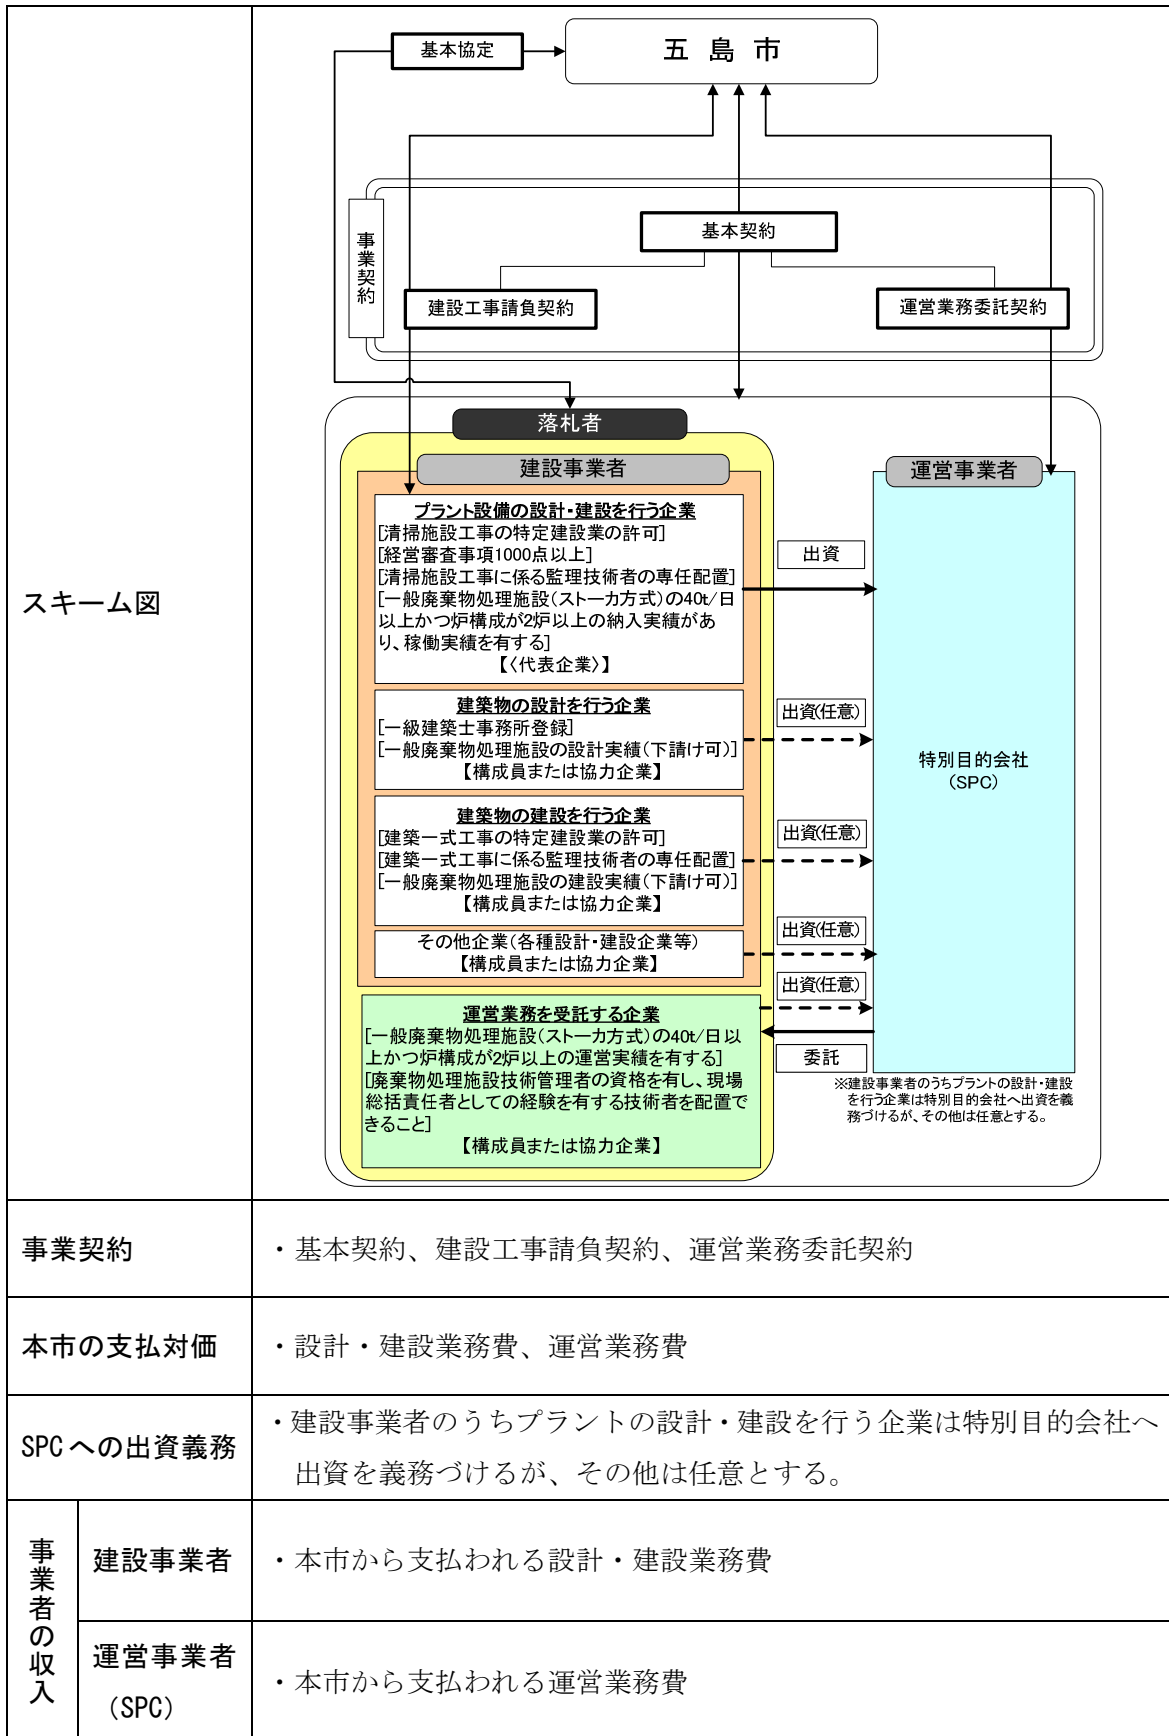 スキーム図
基本協定
五 島 市
事業契約
基本契約
建設工事請負契約
運営業務委託契約
落札者
建設事業者
運営事業者
プラント設備の設計・建設を行う企業
[清掃施設工事の特定建設業の許可]
[経営審査事項1000点以上]
[清掃施設工事に係る監理技術者の専任配置]
[一般廃棄物処理施設(ストーカ方式)の40t/日
以上かつ炉構成が2炉以上の納入実績があ
り、稼働実績を有する]
【〈代表企業〉】
出資
建築物の設計を行う企業
[一級建築士事務所登録]
[一般廃棄物処理施設の設計実績(下請け可)]
【構成員または協力企業】
出資(任意)
特別目的会社
(SPC)
建築物の建設を行う企業
[建築一式工事の特定建設業の許可]
[建築一式工事に係る監理技術者の専任配置]
[一般廃棄物処理施設の建設実績(下請け可)]
【構成員または協力企業】
出資(任意)
その他企業(各種設計・建設企業等)
【構成員または協力企業】
出資(任意)
出資(任意)
運営業務を受託する企業
[一般廃棄物処理施設(ストーカ方式)の40t/日以
上かつ炉構成が2炉以上の運営実績を有する]
[廃棄物処理施設技術管理者の資格を有し、現場
総括責任者としての経験を有する技術者を配置で
きること]
【構成員または協力企業】
委託
※建設事業者のうちプラントの設計・建設
を行う企業は特別目的会社へ出資を義
務づけるが、その他は任意とする。
事業契約
・基本契約、建設工事請負契約、運営業務委託契約
本市の支払対価
・設計・建設業務費、運営業務費
SPCへの出資義務
・建設事業者のうちプラントの設計・建設を行う企業は特別目的会社へ
出資を義務づけるが、その他は任意とする。
事業者の収入
建設事業者
・本市から支払われる設計・建設業務費
運営事業者
(SPC)
・本市から支払われる運営業務費